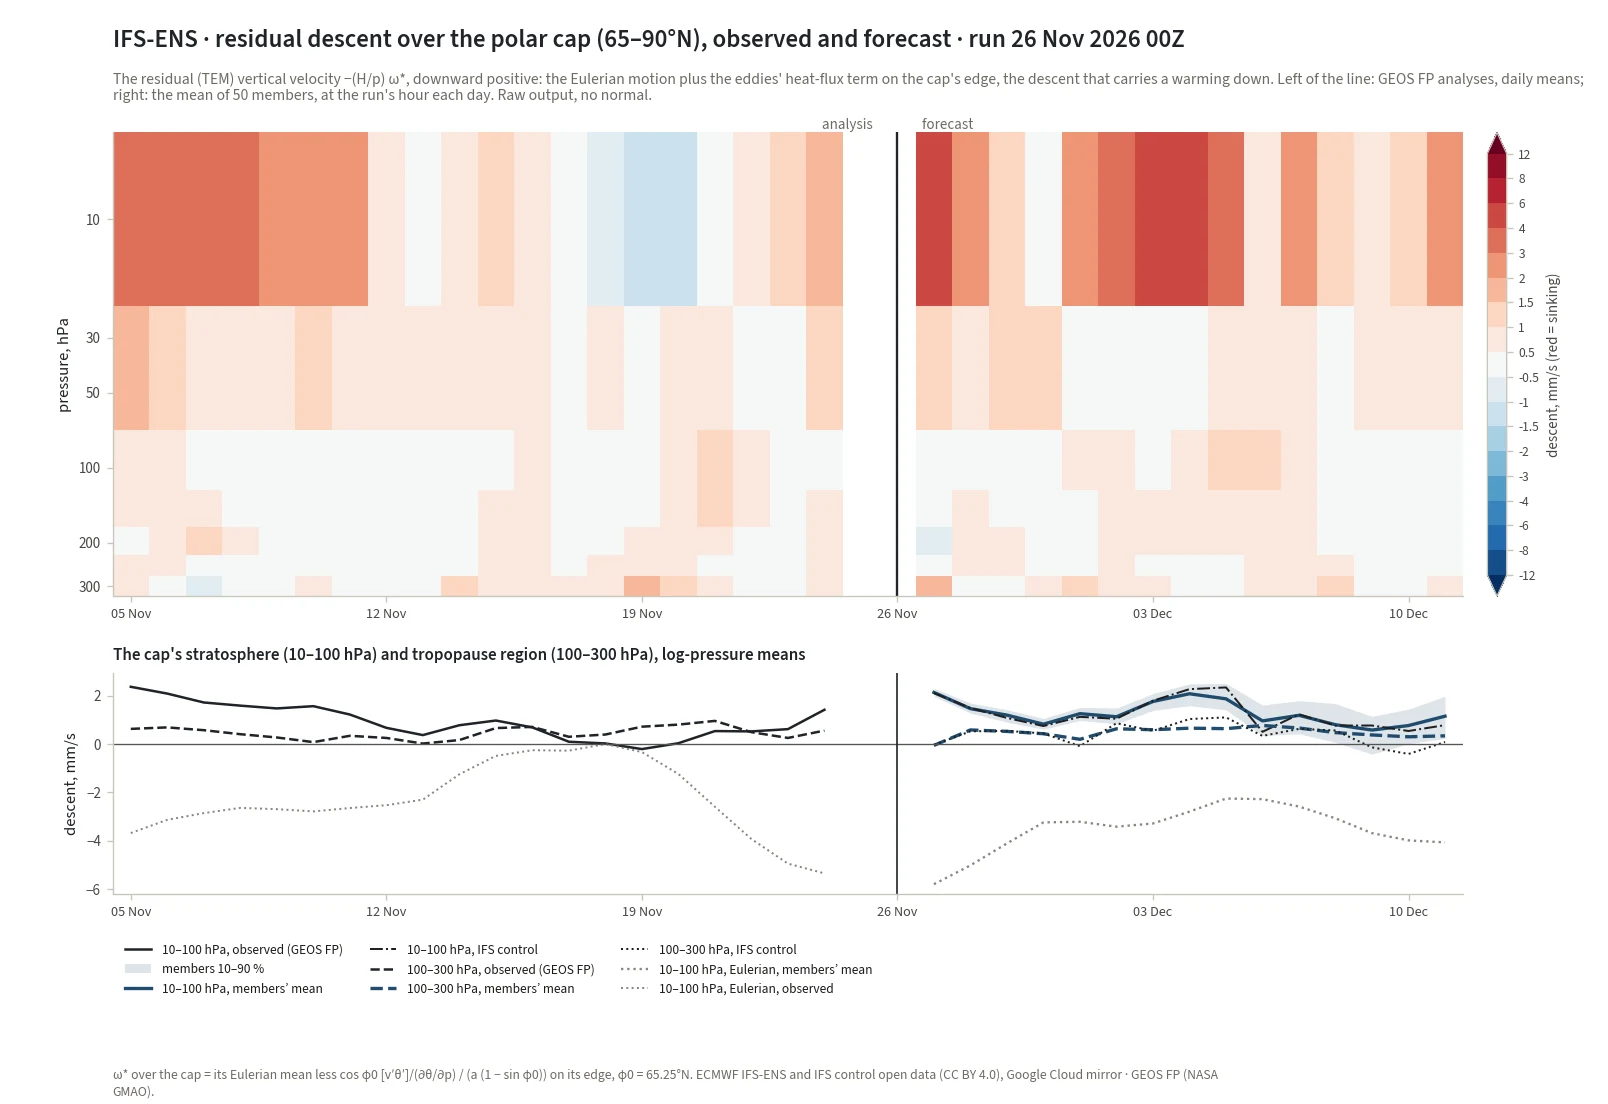 IFS-ENS · residual descent over the polar cap (65–90°N), observed and forecast · run 26 Nov 2026 00Z
The residual (TEM) vertical velocity −(H/p) ω*, downward positive: the Eulerian motion plus the eddies' heat-flux term on the cap's edge, the descent that carries a warming down. Left of the line: GEOS FP analyses, daily means;
right: the mean of 50 members, at the run's hour each day. Raw output, no normal.
analysis
forecast
pressure, hPa
10
30
50
100
200
300
05 Nov
12 Nov
19 Nov
26 Nov
03 Dec
10 Dec
12
8
6
4
3
2
1.5
1
0.5
-0.5
-1
-1.5
-2
-3
-4
-6
-8
-12
descent, mm/s (red = sinking)
The cap's stratosphere (10–100 hPa) and tropopause region (100–300 hPa), log-pressure means
descent, mm/s
2
0
−2
−4
−6
05 Nov
12 Nov
19 Nov
26 Nov
03 Dec
10 Dec
10–100 hPa, observed (GEOS FP)
members 10–90 %
10–100 hPa, members’ mean
10–100 hPa, IFS control
100–300 hPa, observed (GEOS FP)
100–300 hPa, members’ mean
100–300 hPa, IFS control
10–100 hPa, Eulerian, members’ mean
10–100 hPa, Eulerian, observed
ω* over the cap = its Eulerian mean less cos φ0 [v′θ′]/(∂θ/∂p) / (a (1 − sin φ0)) on its edge, φ0 = 65.25°N. ECMWF IFS-ENS and IFS control open data (CC BY 4.0), Google Cloud mirror · GEOS FP (NASA
GMAO).